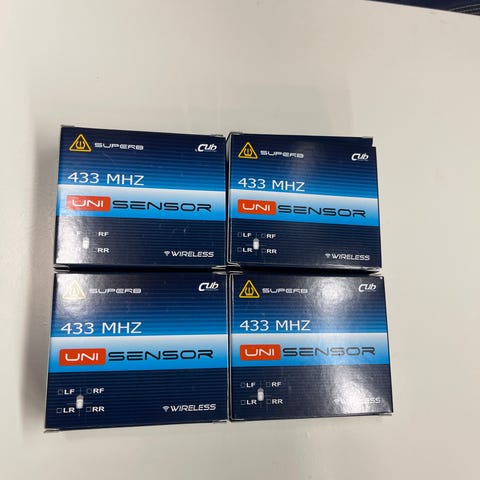 SUPERB Cub
433 MHZ
UNI SENSOR
LF RF
LR RR
WIRELESS
SUPERB Cub
433 MHZ
UNI SENSOR
LF RF
LR RR
WIRELESS
SUPERB Cub
433 MHZ
UNI SENSOR
LF RF
LR RR
WIRELESS
SUPERB Cub
433 MHZ
UNI SENSOR
LF RF
LR RR
WIRELESS